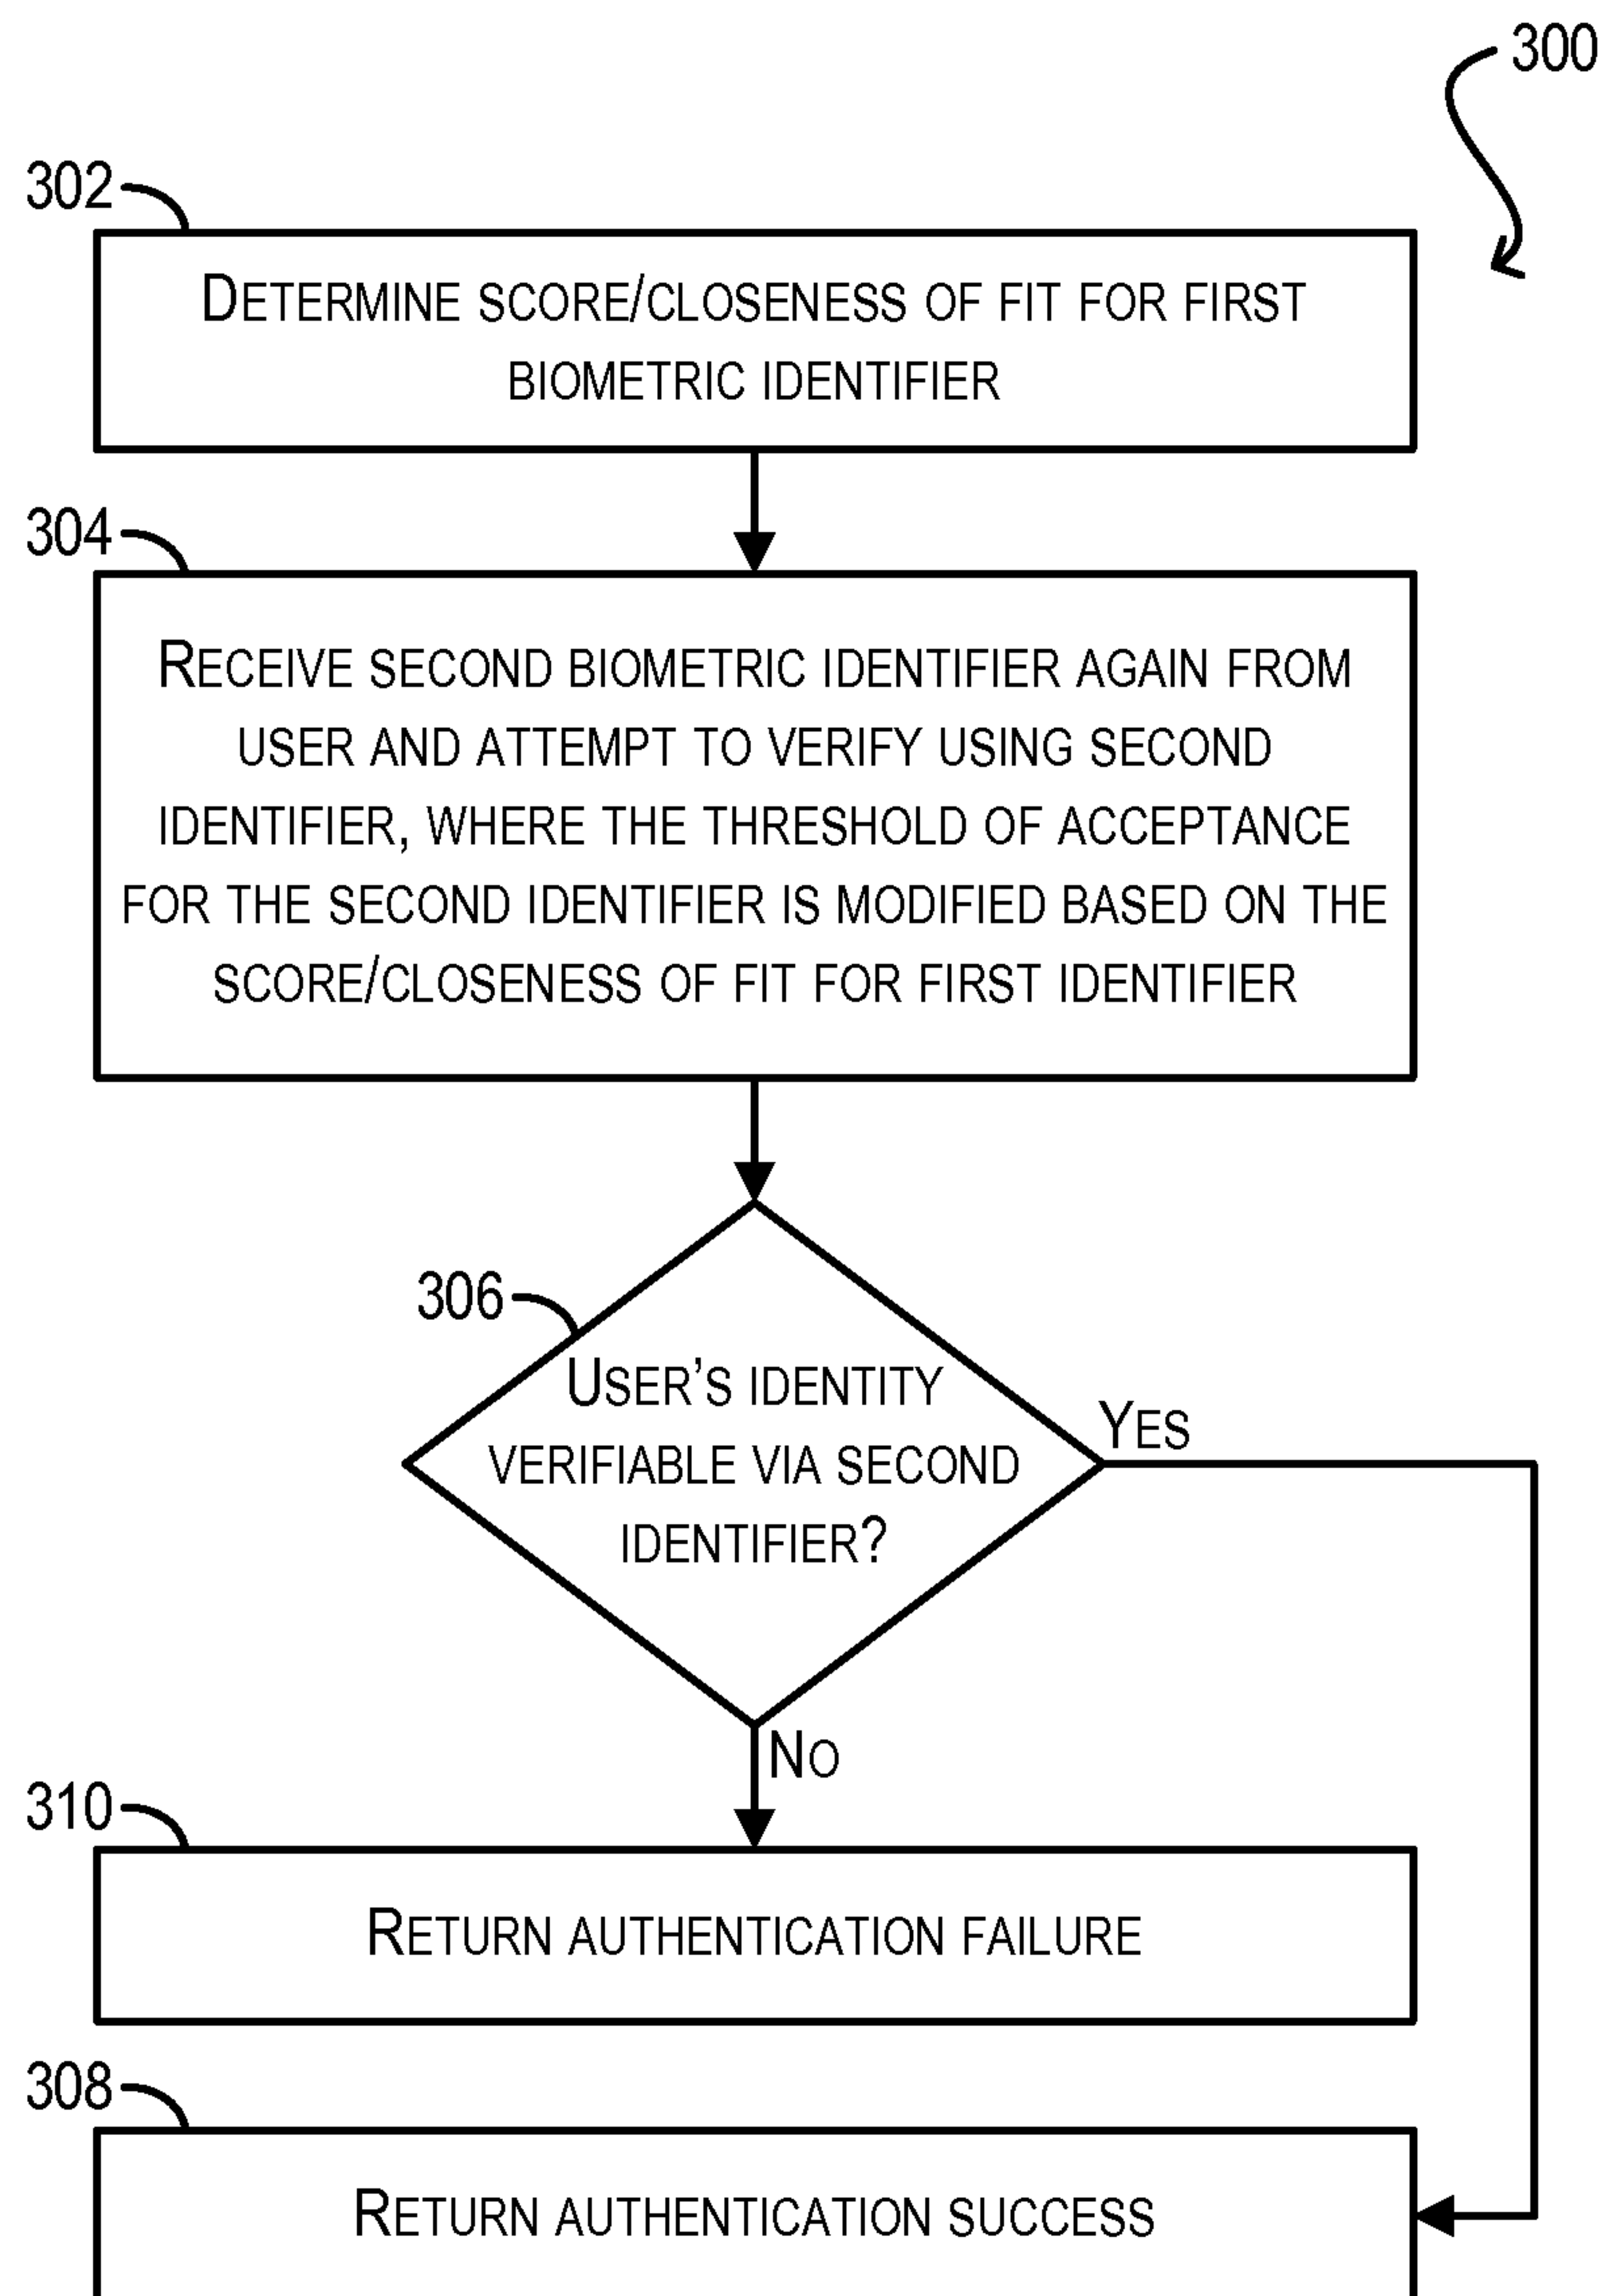 300
302
DETERMINE SCORE/CLOSENESS OF FIT FOR FIRST
BIOMETRIC IDENTIFIER
304
RECEIVE SECOND BIOMETRIC IDENTIFIER AGAIN FROM
USER AND ATTEMPT TO VERIFY USING SECOND
IDENTIFIER, WHERE THE THRESHOLD OF ACCEPTANCE
FOR THE SECOND IDENTIFIER IS MODIFIED BASED ON THE
SCORE/CLOSENESS OF FIT FOR FIRST IDENTIFIER
306
USER'S IDENTITY
VERIFIABLE VIA SECOND
IDENTIFIER?
YES
NO
310
RETURN AUTHENTICATION FAILURE
308
RETURN AUTHENTICATION SUCCESS